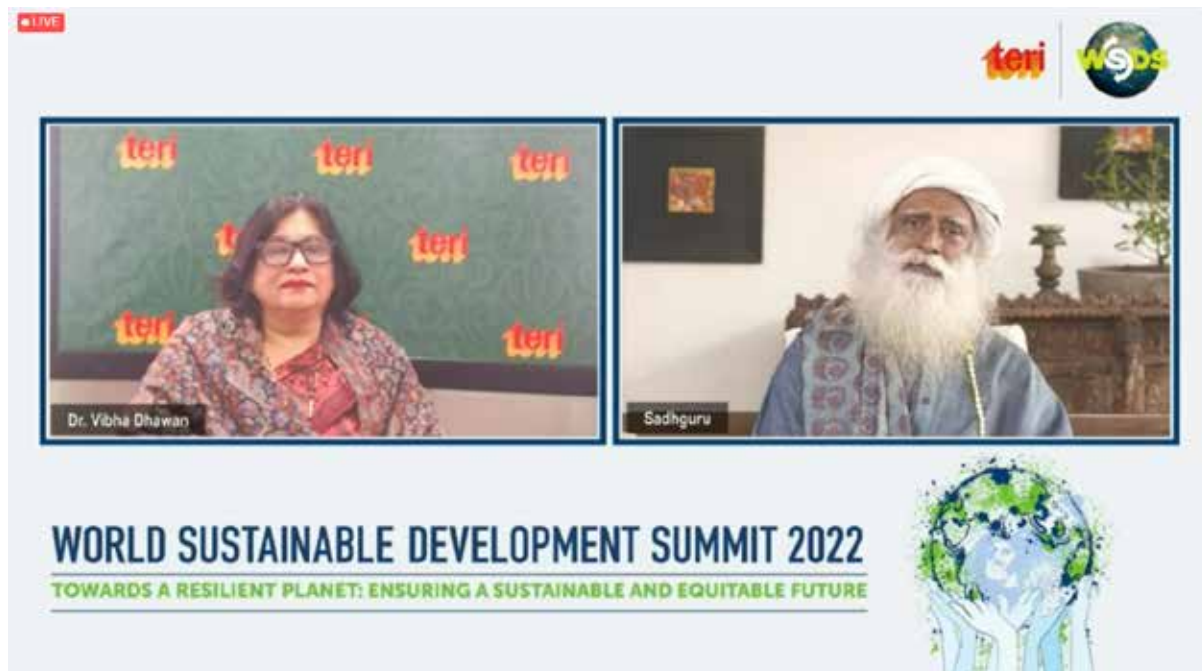 LIVE
teri
WSDS
teri teri teri
teri teri
teri teri
Dr. Vibha Dhawan
Sadhguru
WORLD SUSTAINABLE DEVELOPMENT SUMMIT 2022
TOWARDS A RESILIENT PLANET: ENSURING A SUSTAINABLE AND EQUITABLE FUTURE